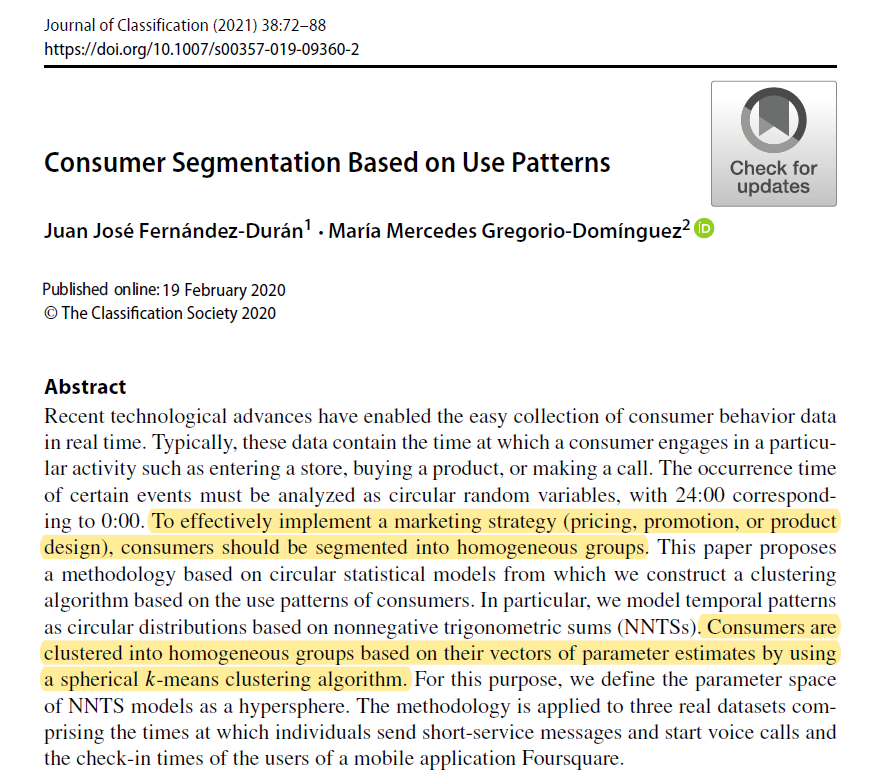 Journal of Classification (2021) 38:72–88
https://doi.org/10.1007/s00357-019-09360-2
Check for
updates
Consumer Segmentation Based on Use Patterns
Juan José Fernández-Durán1 · María Mercedes Gregorio-Domínguez2 iD
Published online: 19 February 2020
© The Classification Society 2020
Abstract
Recent technological advances have enabled the easy collection of consumer behavior data
in real time. Typically, these data contain the time at which a consumer engages in a particu-
lar activity such as entering a store, buying a product, or making a call. The occurrence time
of certain events must be analyzed as circular random variables, with 24:00 correspond-
ing to 0:00. To effectively implement a marketing strategy (pricing, promotion, or product
design), consumers should be segmented into homogeneous groups. This paper proposes
a methodology based on circular statistical models from which we construct a clustering
algorithm based on the use patterns of consumers. In particular, we model temporal patterns
as circular distributions based on nonnegative trigonometric sums (NNTSs). Consumers are
clustered into homogeneous groups based on their vectors of parameter estimates by using
a spherical k-means clustering algorithm. For this purpose, we define the parameter space
of NNTS models as a hypersphere. The methodology is applied to three real datasets com-
prising the times at which individuals send short-service messages and start voice calls and
the check-in times of the users of a mobile application Foursquare.